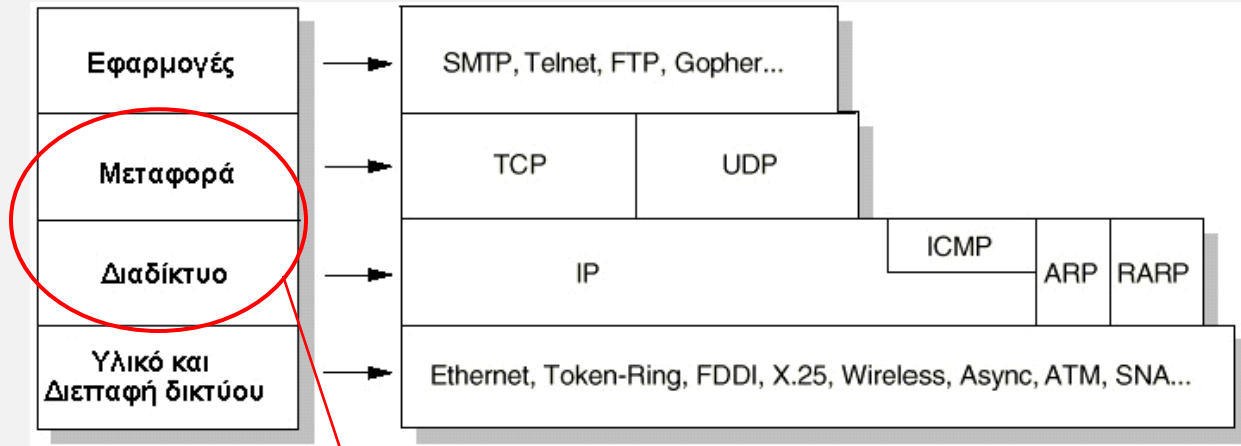 Εφαρμογές
SMTP, Telnet, FTP, Gopher...
Μεταφορά
TCP
UDP
Διαδίκτυο
IP
ICMP
ARP
RARP
Υλικό και
Διεπαφή δικτύου
Ethernet, Token-Ring, FDDI, X.25, Wireless, Async, ATM, SNA...